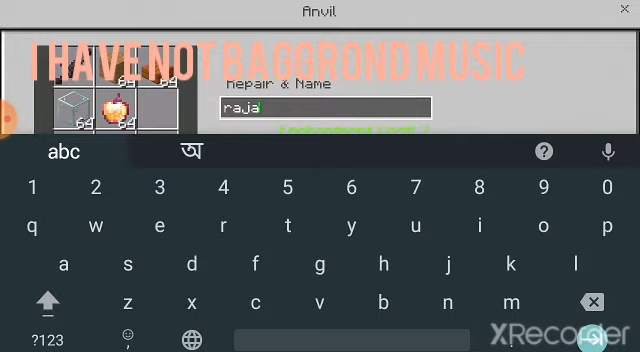 Anvil
I HAVE NOT BAGGROND MUSIC
64 64
Repair & Name
64 64
raja
abc অ ?
1 2 3 4 5 6 7 8 9 0
q w e r t y u i o p
a s d f g h j k l
z x c v b n m
?123 , .
XRecorder